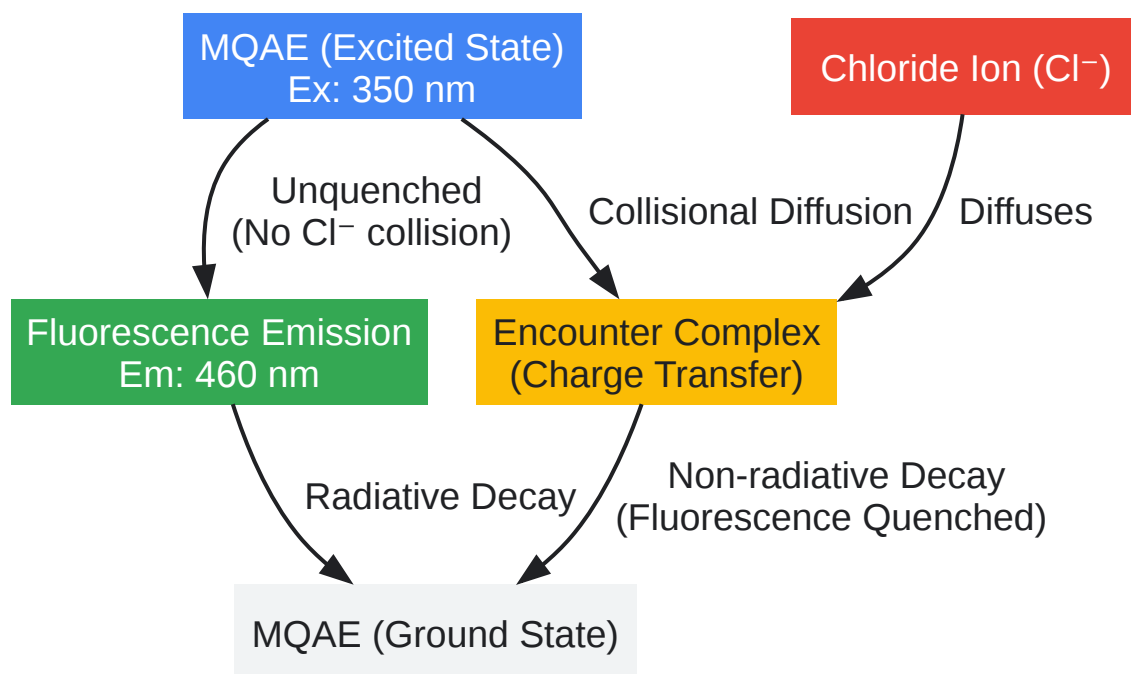 MQAE (Excited State)
Ex: 350 nm
Chloride Ion (Cl⁻)
Unquenched
(No Cl⁻ collision)
Collisional Diffusion
Diffuses
Fluorescence Emission
Em: 460 nm
Encounter Complex
(Charge Transfer)
Radiative Decay
Non-radiative Decay
(Fluorescence Quenched)
MQAE (Ground State)